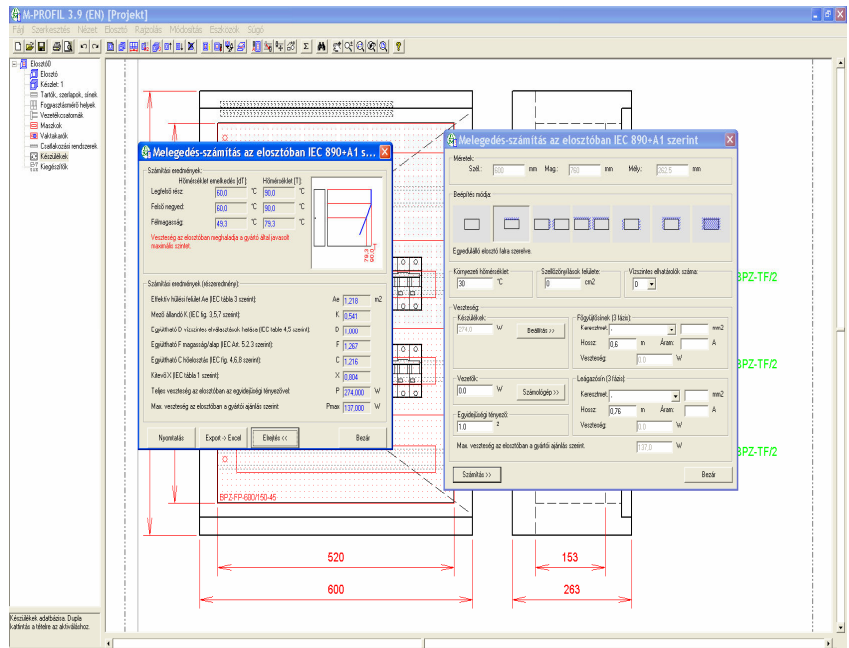 M-PROFIL 3.9 (EN) [Projekt]
Fájl Szerkesztés Nézet Elosztó Rajzolás Módosítás Eszközök Súgó
Elosztó0
Elosztó
Készlet: 1
Tartók, szerlapok, sínek
Fogyasztásmérő helyek
Vezetékcsatornák
Maszkok
Vaktakarók
Csatlakozási rendszerek
Készülékek
Kiegészítők
Készülékek adatbázisa. Dupla
kattintás a tételre az aktiváláshoz.
Melegedés-számítás az elosztóban IEC 890+A1 s...
Számítási eredmények:
Hőmérséklet emelkedés [dT]: Hőmérséklet [T]:
Legfelső rész: 60,0 °C 90,0 °C
Felső negyed: 60,0 °C 90,0 °C
Félmagasság: 49,3 °C 79,3 °C
Veszteség az elosztóban meghaladja a gyártó által javasolt
maximális szintet.
79.3
90.0
Számítási eredmények (részeredmény):
Effektív hűlési felület Ae (IEC tábla 3 szerint): Ae 1,218 m2
Mező állandó K (IEC fig. 3,5,7 szerint): K 0,541
Együttható D vízszintes elválasztások hatása (IEC table 4,5 szerint): D 1,000
Együttható F magasság/alap (IEC Art. 5.2.3 szerint): F 1,267
Együttható C hőelosztás (IEC fig. 4,6,8 szerint): C 1,216
Kitevő X (IEC tábla 1 szerint): X 0,804
Teljes veszteség az elosztóban az egyidejűségi tényezővel: P 274,000 W
Max. veszteség az elosztóban a gyártói ajánlás szerint: Pmax 137,000 W
Nyomtatás Export -> Excel Elrejtés << Bezár
Melegedés-számítás az elosztóban IEC 890+A1 szerint
Méretek:
Szél.: 600 mm Mag.: 760 mm Mély.: 262.5 mm
Beépítés módja:
Egyedülálló elosztó falra szerelve.
Környezeti hőmérséklet:
30 °C
Szellőzőnyílások felülete:
0 cm2
Vízszintes elhatárolók száma:
0
Veszteség:
Készülékek:
274,0 W Beállítás >>
Főgyűjtősínek (3 fázis):
Keresztmet. - mm2
Hossz: 0,6 m Áram: A
Veszteség: 0.0 W
Vezetők:
0.0 W Számológép >>
Leágazósín (3 fázis):
Keresztmet. - mm2
Hossz: 0,76 m Áram: A
Veszteség: 0.0 W
Egyidejűségi tényező:
1.0 ²
Max. veszteség az elosztóban a gyártói ajánlás szerint. 137.0 W
Számítás >> Bezár
BPZ-TF/2
BPZ-TF/2
BPZ-TF/2
BPZ-FP-600/150-45
520
600
153
263